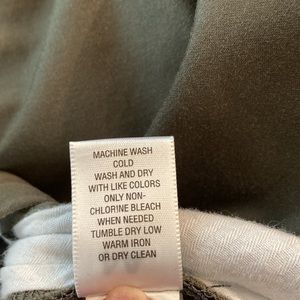 MACHINE WASH
COLD
WASH AND DRY
WITH LIKE COLORS
ONLY NON-
CHLORINE BLEACH
WHEN NEEDED
TUMBLE DRY LOW
WARM IRON
OR DRY CLEAN